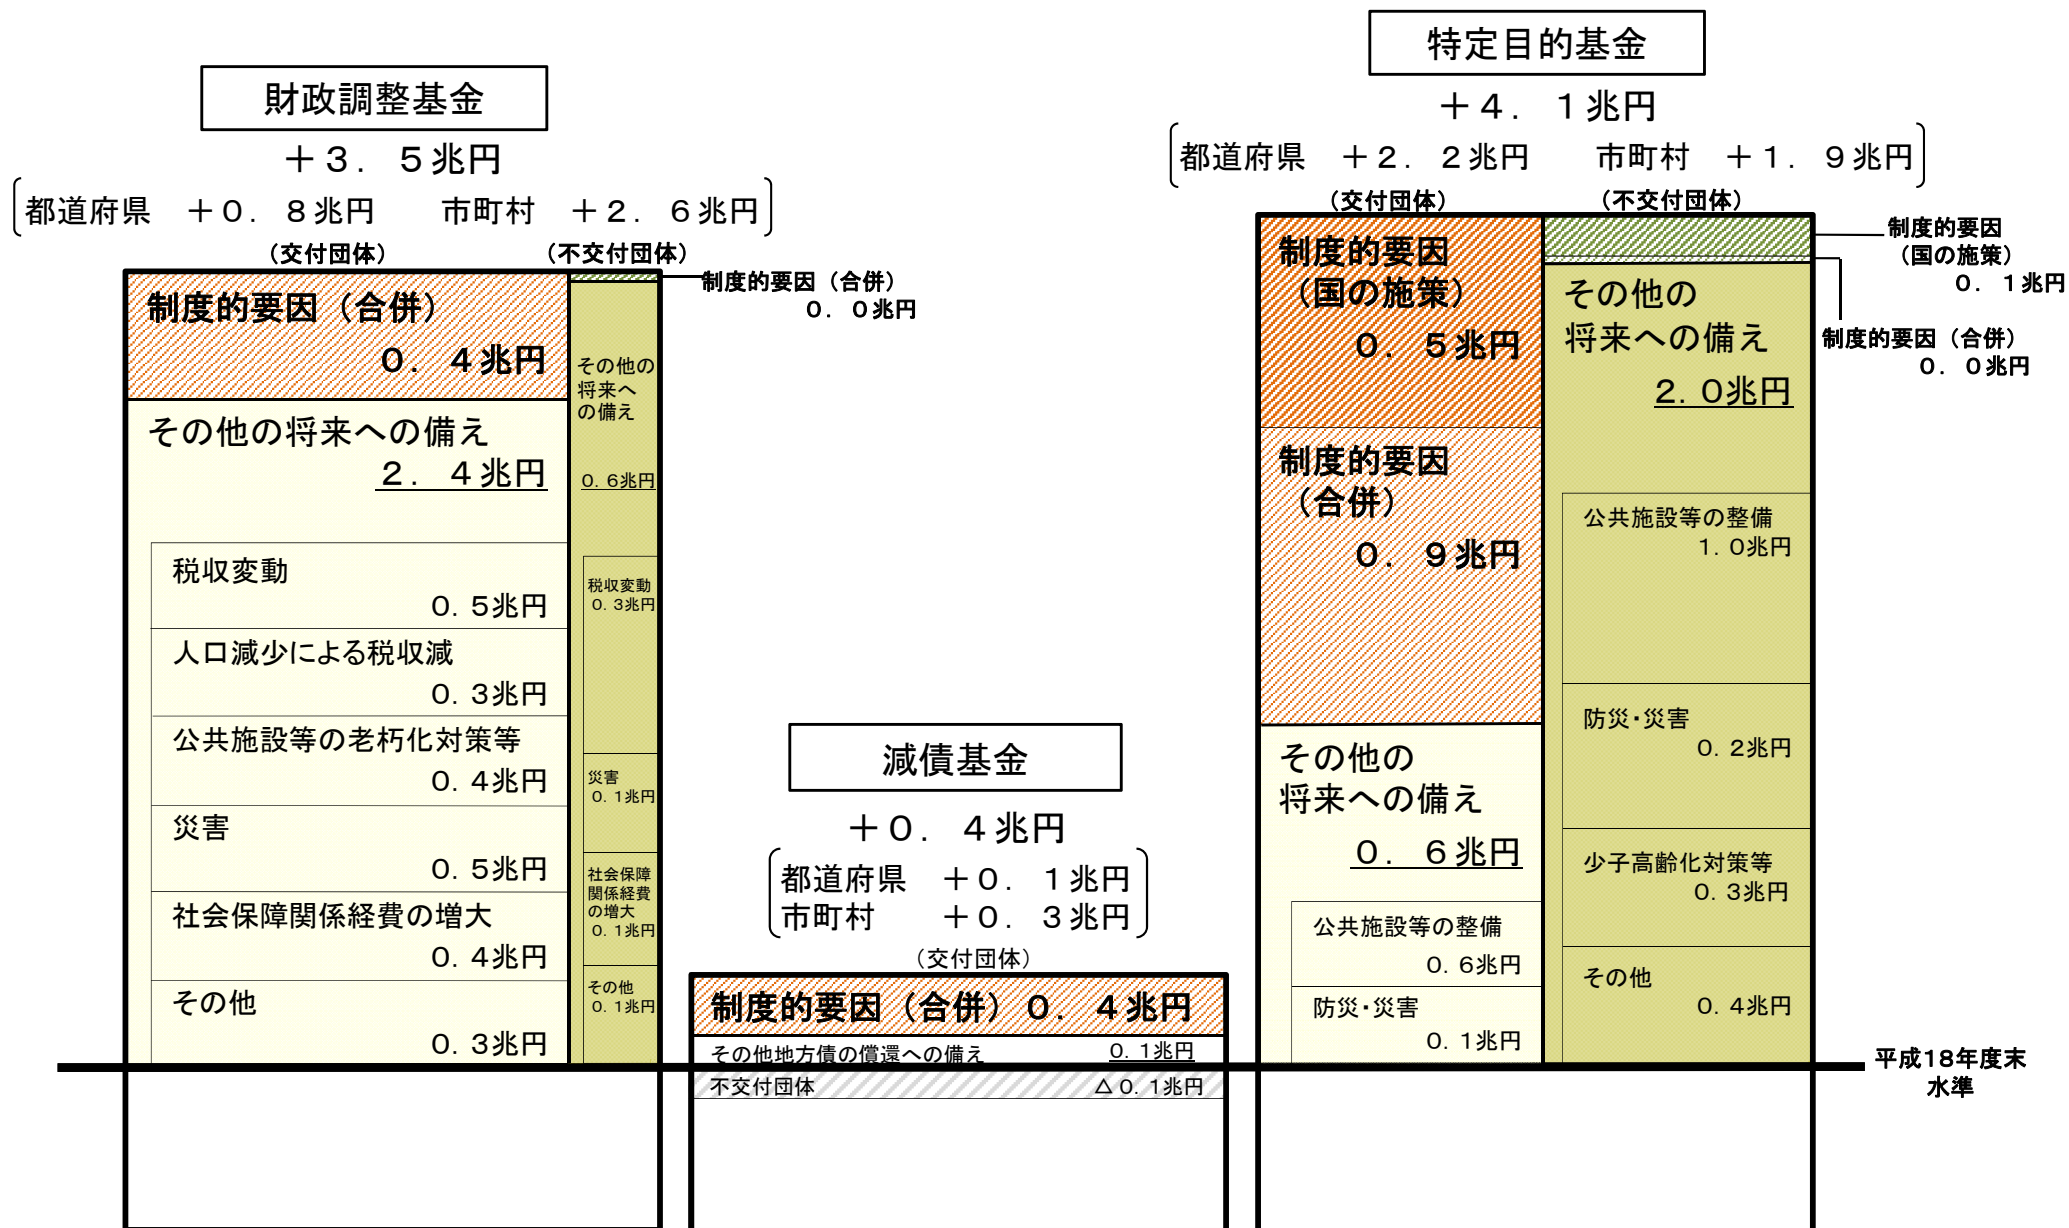 財政調整基金
＋３．５兆円
都道府県　＋０．８兆円　　市町村　＋２．６兆円
（交付団体）
（不交付団体）
制度的要因（合併）
０．４兆円
その他の将来への備え
２．４兆円
税収変動
０．５兆円
人口減少による税収減
０．３兆円
公共施設等の老朽化対策等
０．４兆円
災害
０．５兆円
社会保障関係経費の増大
０．４兆円
その他
０．３兆円
制度的要因（合併）
０．０兆円
その他の
将来へ
の備え
０．６兆円
税収変動
０．３兆円
災害
０．１兆円
社会保障
関係経費
の増大
０．１兆円
その他
０．１兆円
減債基金
＋０．４兆円
都道府県　＋０．１兆円
市町村　　＋０．３兆円
（交付団体）
制度的要因（合併）０．４兆円
その他地方債の償還への備え　０．１兆円
不交付団体　△０．１兆円
特定目的基金
＋４．１兆円
都道府県　＋２．２兆円　　市町村　＋１．９兆円
（交付団体）
（不交付団体）
制度的要因
（国の施策）
０．５兆円
制度的要因
（合併）
０．９兆円
その他の
将来への備え
０．６兆円
公共施設等の整備
０．６兆円
防災・災害
０．１兆円
その他の
将来への備え
２．０兆円
公共施設等の整備
１．０兆円
防災・災害
０．２兆円
少子高齢化対策等
０．３兆円
その他
０．４兆円
制度的要因
（国の施策）
０．１兆円
制度的要因（合併）
０．０兆円
平成18年度末
水準